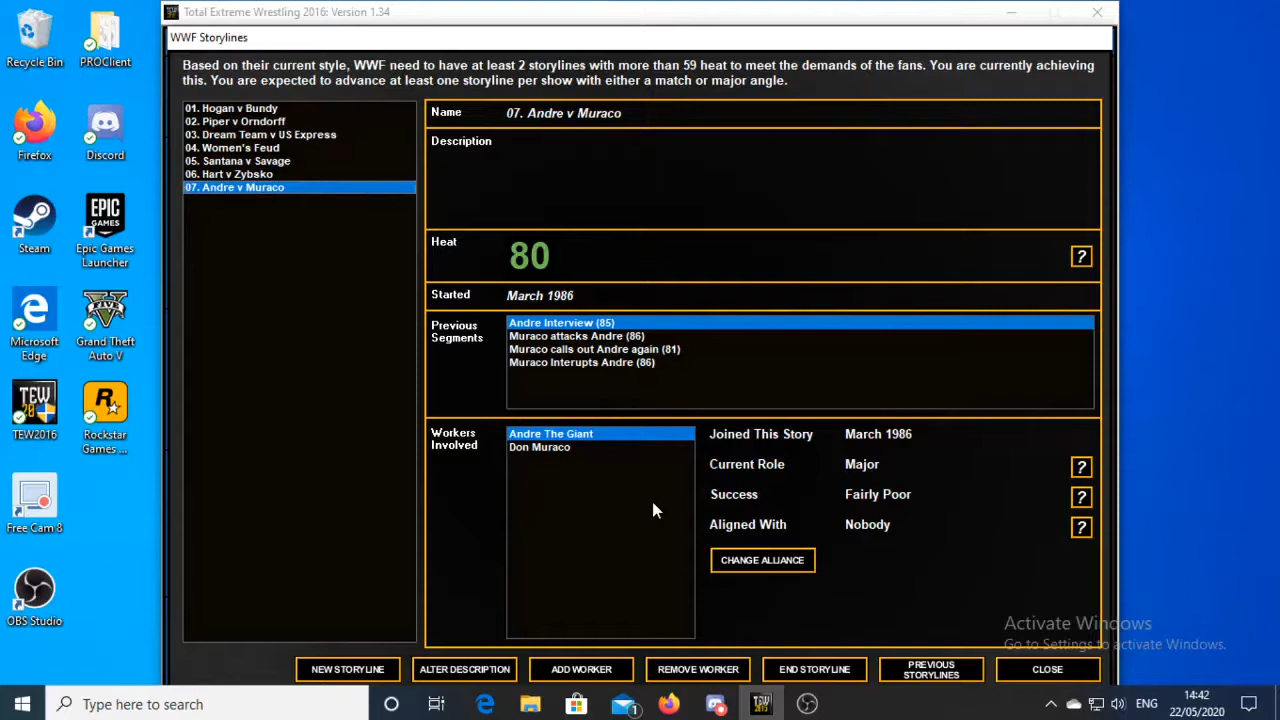 Total Extreme Wrestling 2016: Version 1.34
WWF Storylines
Based on their current style, WWF need to have at least 2 storylines with more than 59 heat to meet the demands of the fans. You are currently achieving
this. You are expected to advance at least one storyline per show with either a match or major angle.
01. Hogan v Bundy
02. Piper v Orndorff
03. Dream Team v US Express
04. Women's Feud
05. Santana v Savage
06. Hart v Zybsko
07. Andre v Muraco
Name
07. Andre v Muraco
Description
Heat
80
?
Started
March 1986
Previous
Segments
Andre Interview (85)
Muraco attacks Andre (86)
Muraco calls out Andre again (81)
Muraco Interupts Andre (86)
Workers
Involved
Andre The Giant
Don Muraco
Joined This Story
March 1986
Current Role
Major
?
Success
Fairly Poor
?
Aligned With
Nobody
?
CHANGE ALLIANCE
NEW STORYLINE
ALTER DESCRIPTION
ADD WORKER
REMOVE WORKER
END STORYLINE
PREVIOUS
STORYLINES
CLOSE
Recycle Bin
PROClient
Firefox
Discord
EPIC
GAMES
Steam
Epic Games
Launcher
Microsoft
Edge
Grand Theft
Auto V
TEW
TEW2016
Rockstar
Games ...
Free Cam 8
OBS Studio
Activate Windows
Go to Settings to activate Windows.
Type here to search
1
ENG
14:42
22/05/2020